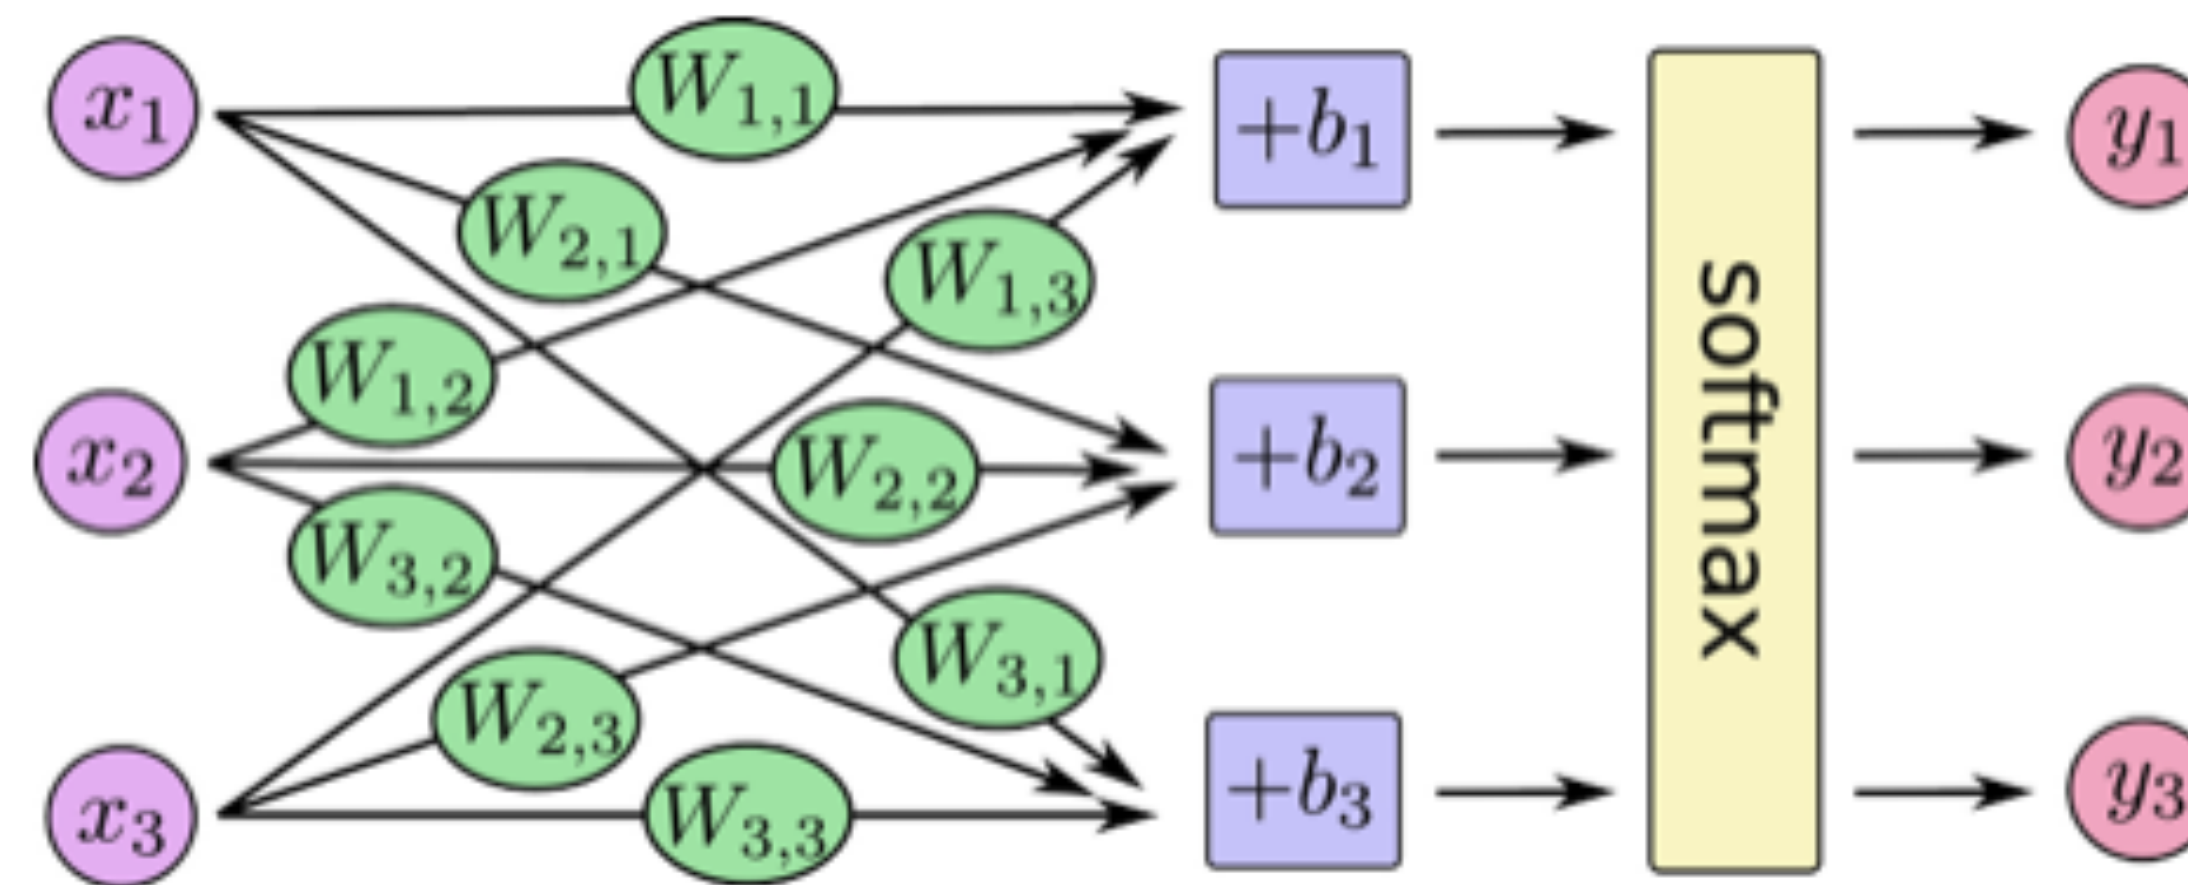 x₁
W₁,₁
+b₁
y₁
W₂,₁
W₁,₃
W₁,₂
x₂
W₂,₂
+b₂
softmax
y₂
W₃,₂
W₃,₁
W₂,₃
x₃
W₃,₃
+b₃
y₃